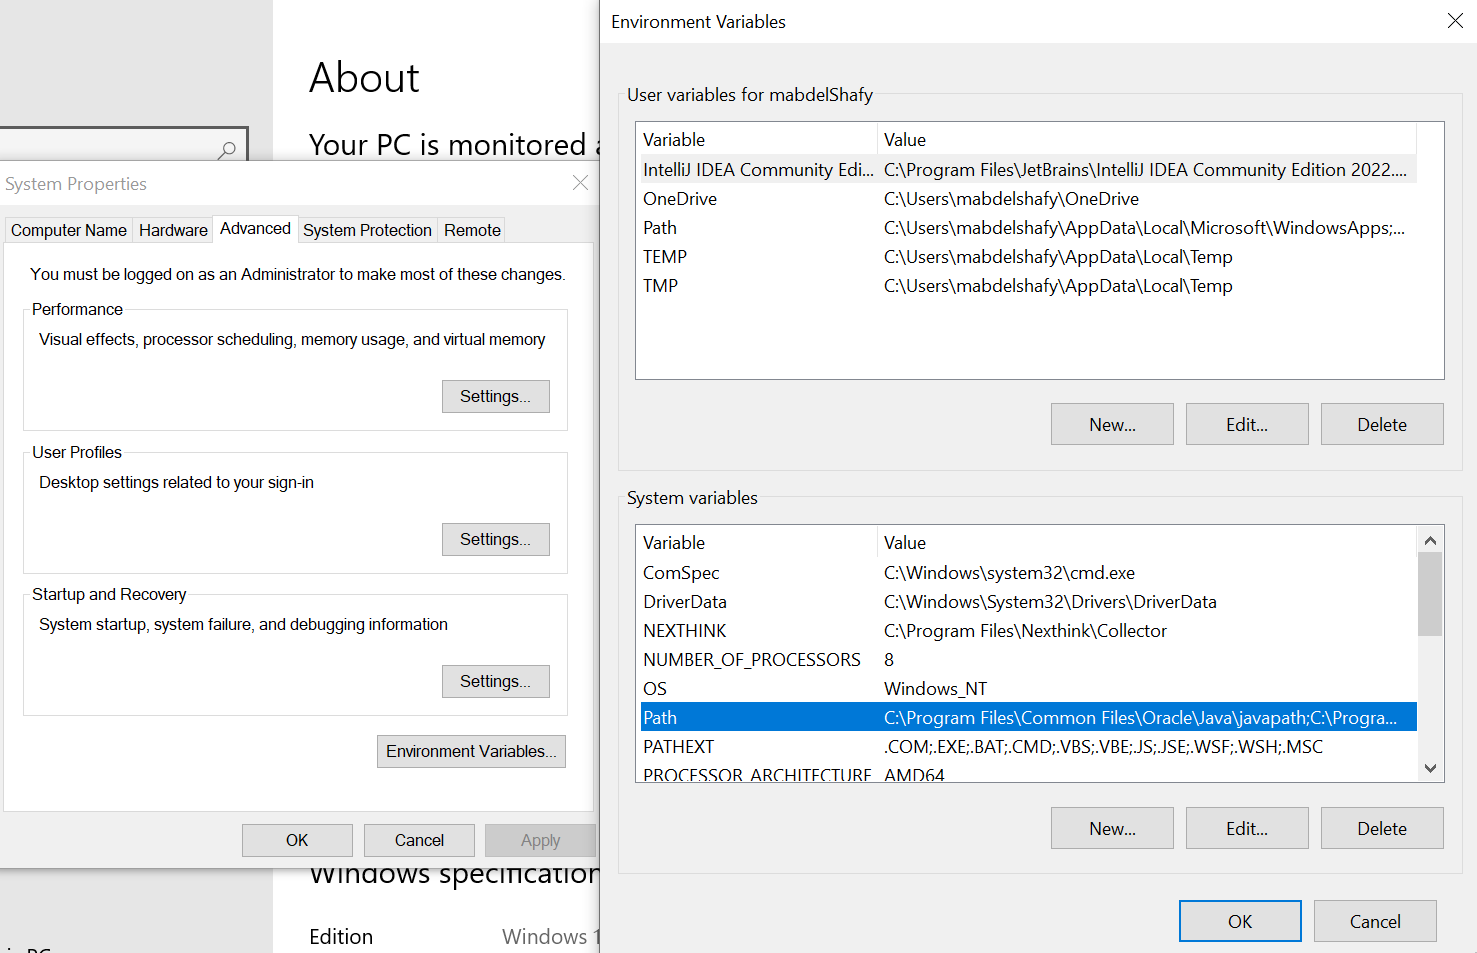 About
Your PC is monitored
System Properties
Computer Name
Hardware
Advanced
System Protection
Remote
You must be logged on as an Administrator to make most of these changes.
Performance
Visual effects, processor scheduling, memory usage, and virtual memory
Settings...
User Profiles
Desktop settings related to your sign-in
Settings...
Startup and Recovery
System startup, system failure, and debugging information
Settings...
Environment Variables...
OK
Cancel
Apply
Windows specification
Edition
Windows 1
PC
Environment Variables
User variables for mabdelShafy
Variable Value
IntelliJ IDEA Community Edi... C:\Program Files\JetBrains\IntelliJ IDEA Community Edition 2022....
OneDrive C:\Users\mabdelshafy\OneDrive
Path C:\Users\mabdelshafy\AppData\Local\Microsoft\WindowsApps;...
TEMP C:\Users\mabdelshafy\AppData\Local\Temp
TMP C:\Users\mabdelshafy\AppData\Local\Temp
New...
Edit...
Delete
System variables
Variable Value
ComSpec C:\Windows\system32\cmd.exe
DriverData C:\Windows\System32\Drivers\DriverData
NEXTHINK C:\Program Files\Nexthink\Collector
NUMBER_OF_PROCESSORS 8
OS Windows_NT
Path C:\Program Files\Common Files\Oracle\Java\javapath;C:\Progra...
PATHEXT .COM;.EXE;.BAT;.CMD;.VBS;.VBE;.JS;.JSE;.WSF;.WSH;.MSC
PROCESSOR_ARCHITECTURE AMD64
New...
Edit...
Delete
OK
Cancel